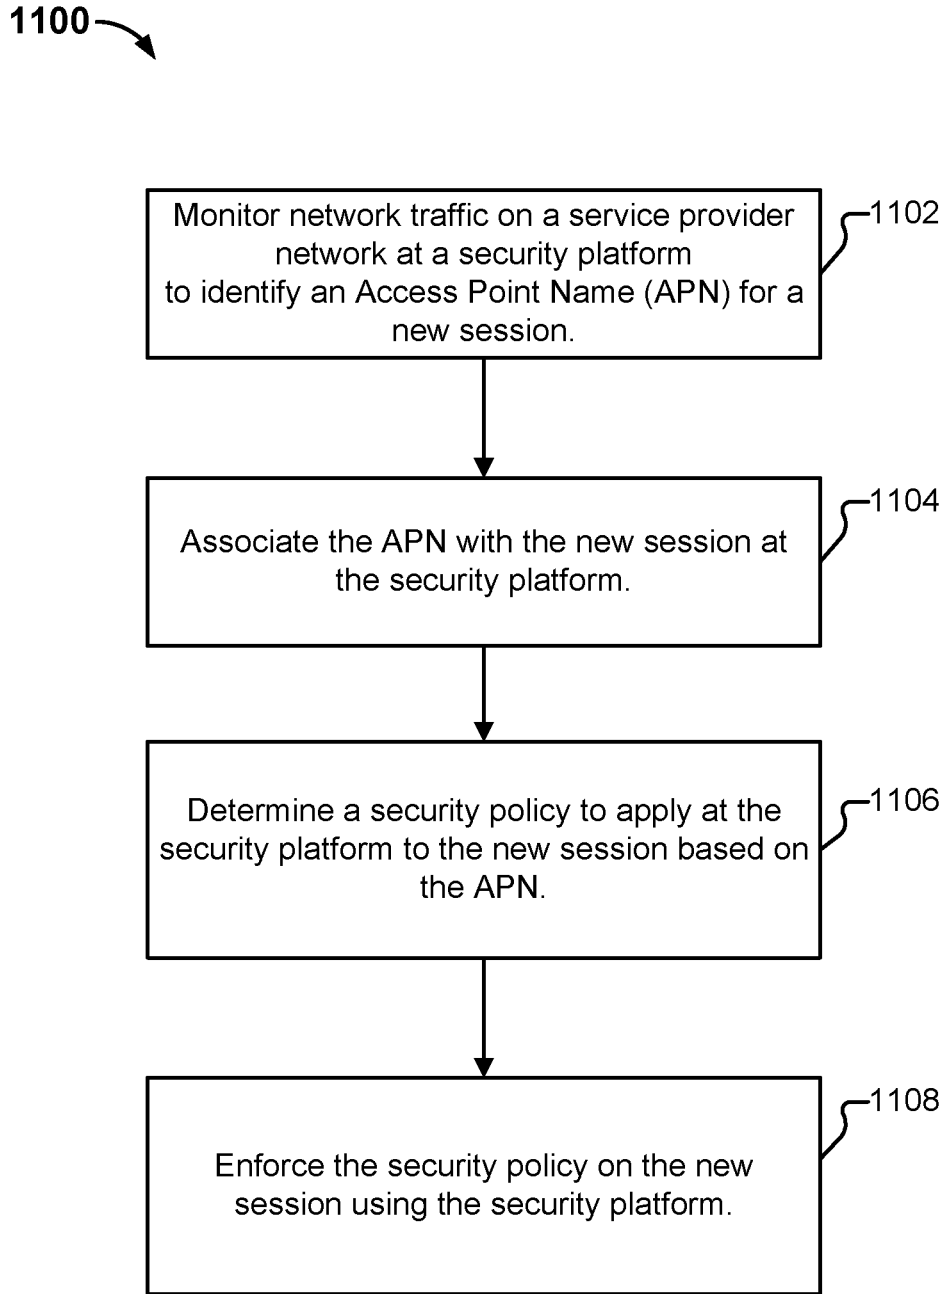 1100
Monitor network traffic on a service provider
network at a security platform
to identify an Access Point Name (APN) for a
new session.
1102
Associate the APN with the new session at
the security platform.
1104
Determine a security policy to apply at the
security platform to the new session based on
the APN.
1106
Enforce the security policy on the new
session using the security platform.
1108